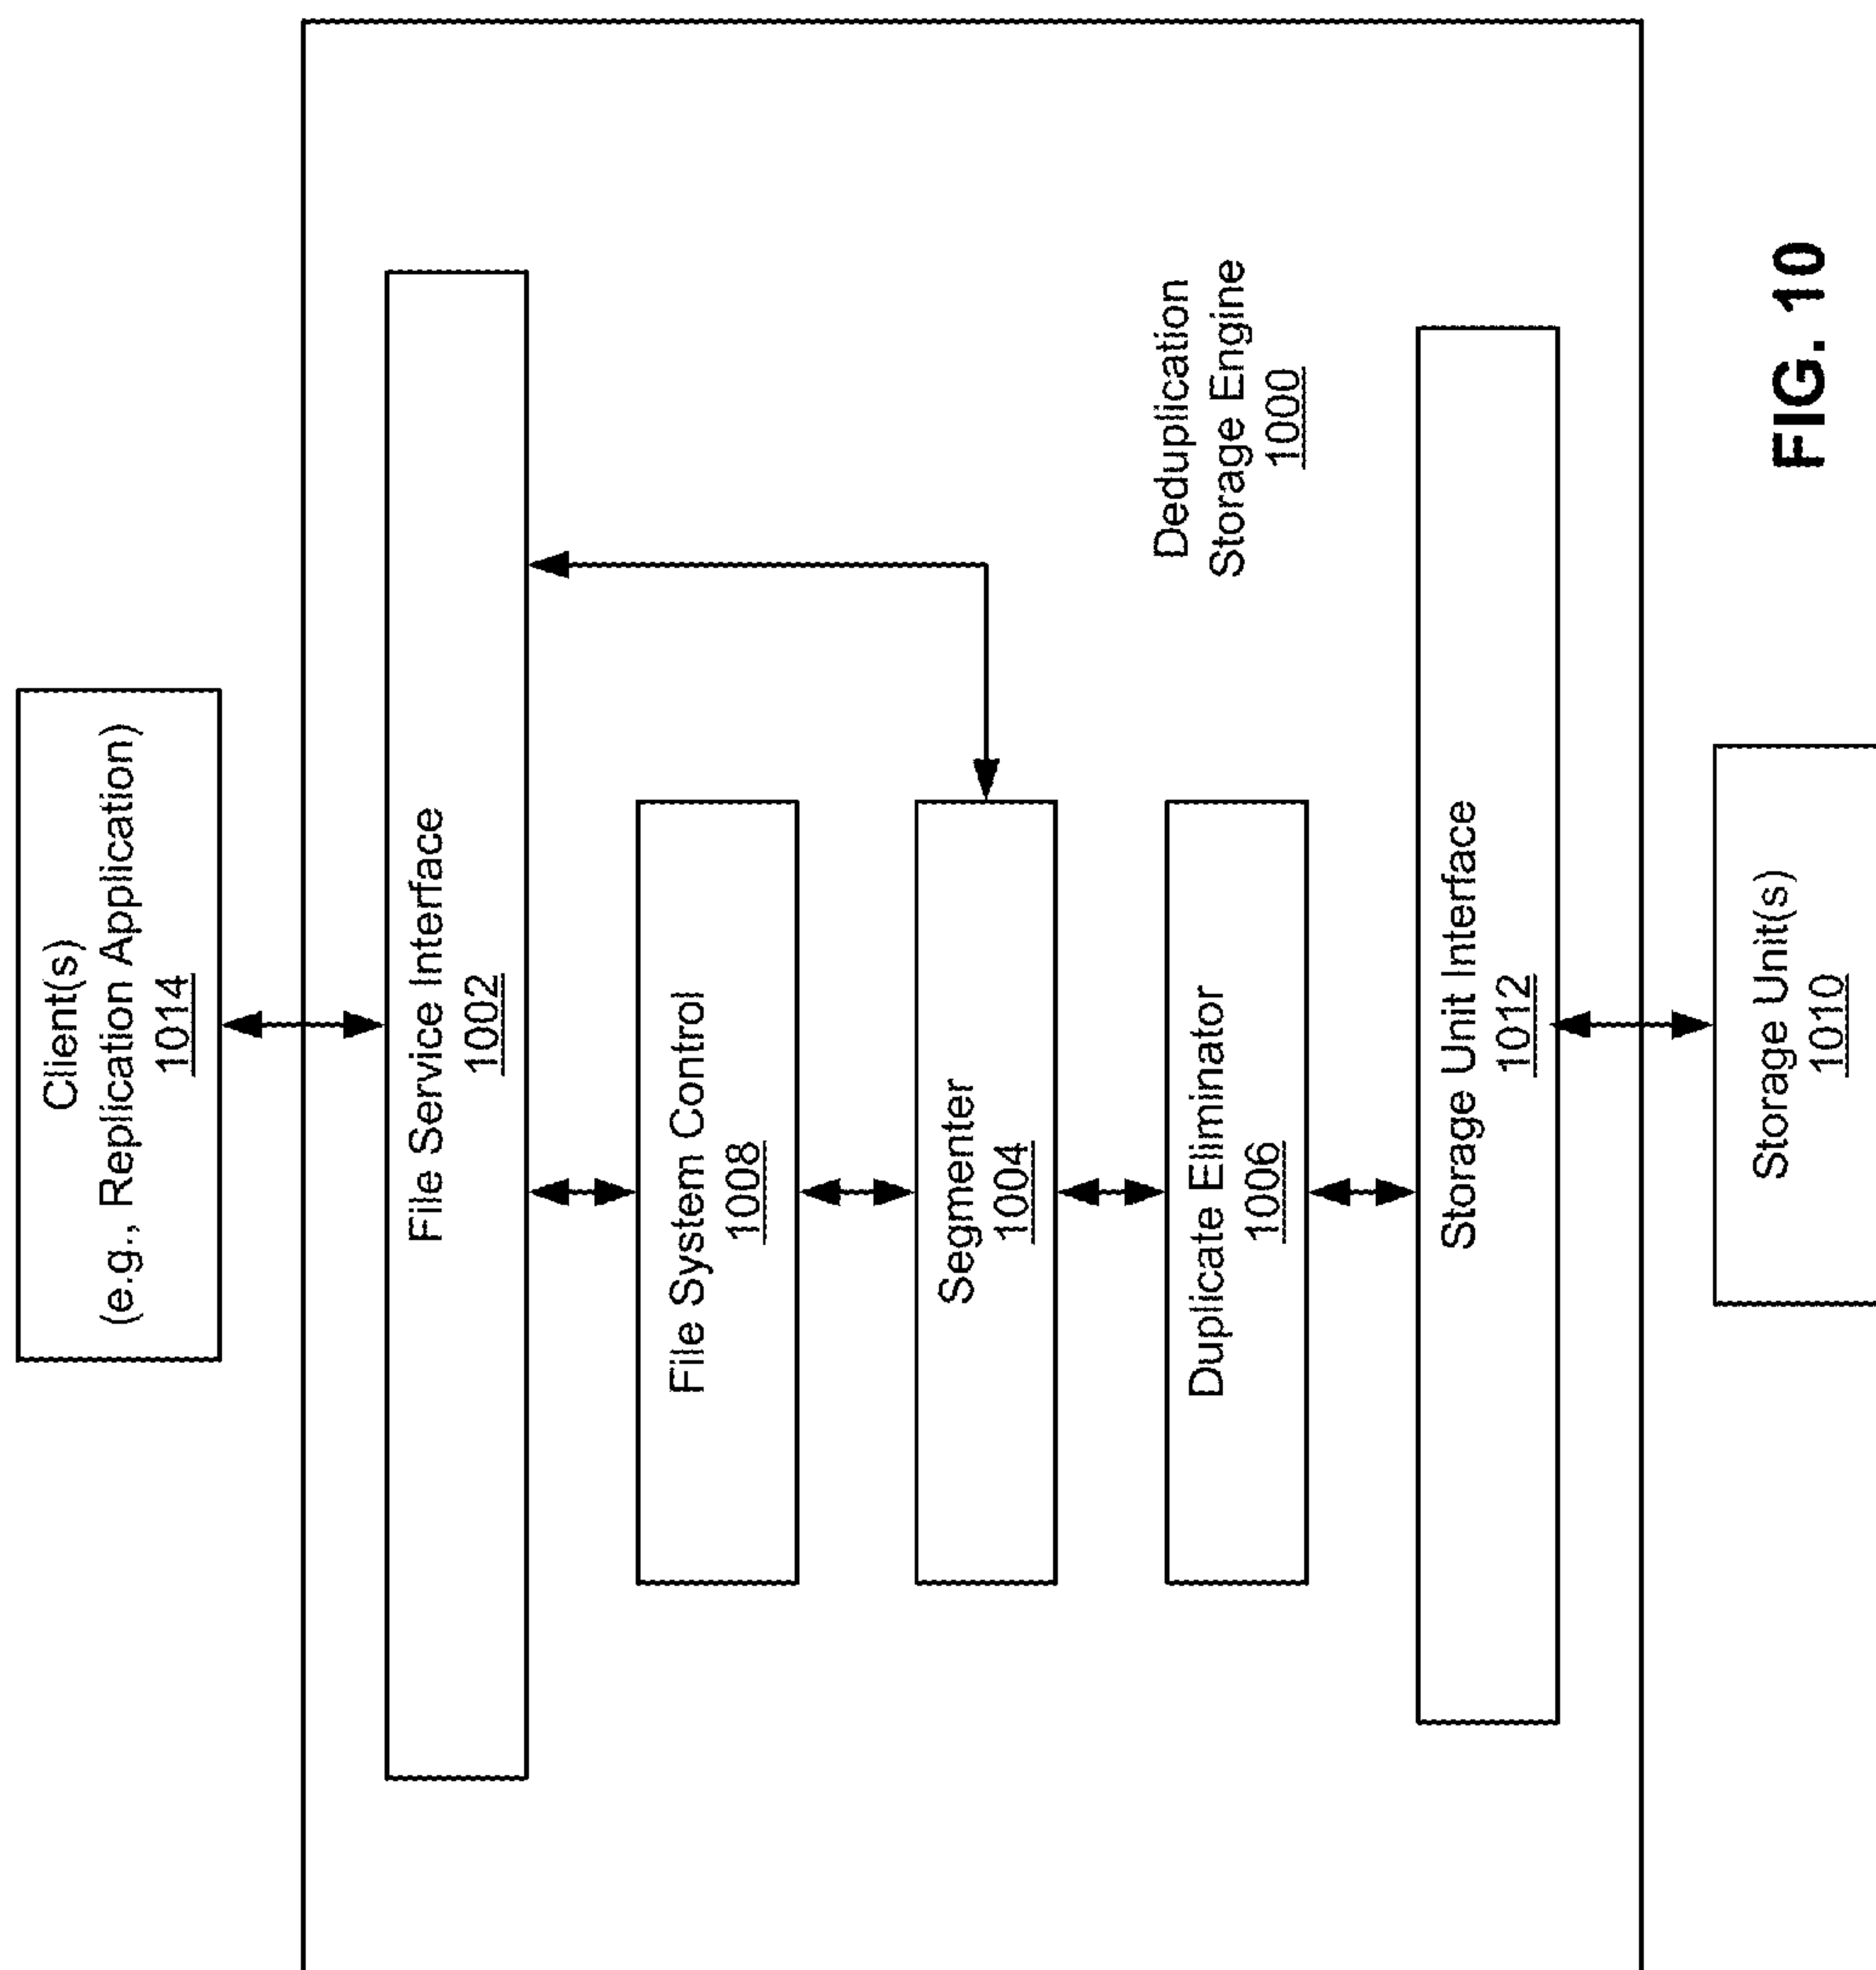 Client(s)
(e.g., Replication Application)
1014
File Service Interface
1002
File System Control
1008
Segmenter
1004
Duplicate Eliminator
1006
Deduplication
Storage Engine
1000
Storage Unit Interface
1012
Storage Unit(s)
1010
FIG. 10